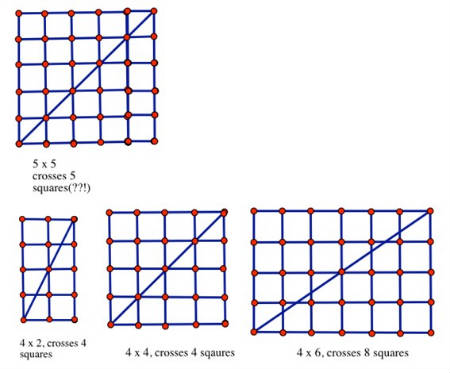 5 x 5
crosses 5
squares(??!)
4 x 2, crosses 4
squares
4 x 4, crosses 4 sqaures
4 x 6, crosses 8 squares